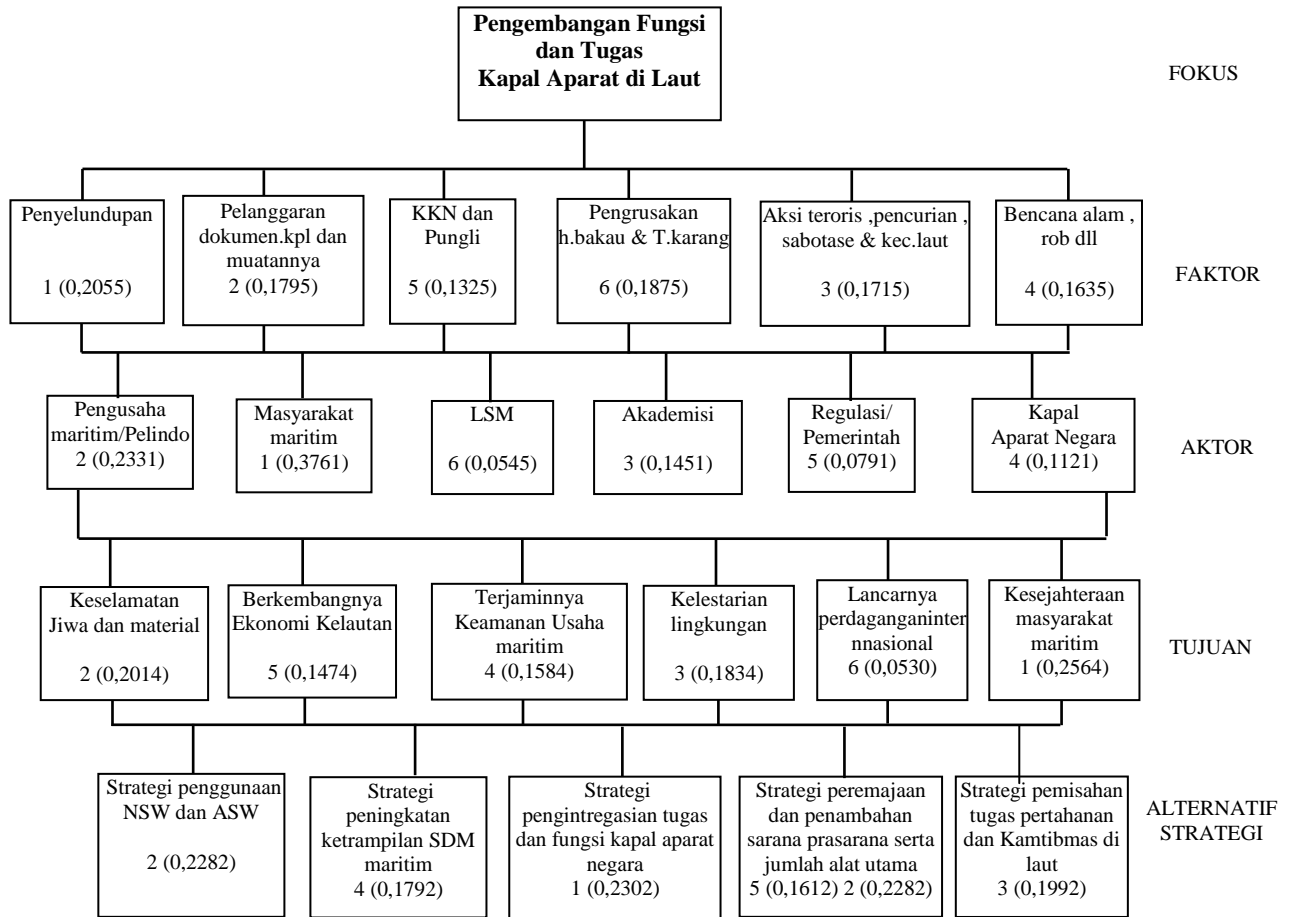 Pengembangan Fungsi
dan Tugas
Kapal Aparat di Laut
FOKUS
Penyelundupan
1 (0,2055)
Pelanggaran
dokumen.kpl dan
muatannya
2 (0,1795)
KKN dan
Pungli
5 (0,1325)
Pengrusakan
h.bakau & T.karang
6 (0,1875)
Aksi teroris ,pencurian ,
sabotase & kec.laut
3 (0,1715)
Bencana alam ,
rob dll
4 (0,1635)
FAKTOR
Pengusaha
maritim/Pelindo
2 (0,2331)
Masyarakat
maritim
1 (0,3761)
LSM
6 (0,0545)
Akademisi
3 (0,1451)
Regulasi/
Pemerintah
5 (0,0791)
Kapal
Aparat Negara
4 (0,1121)
AKTOR
Keselamatan
Jiwa dan material
2 (0,2014)
Berkembangnya
Ekonomi Kelautan
5 (0,1474)
Terjaminnya
Keamanan Usaha
maritim
4 (0,1584)
Kelestarian
lingkungan
3 (0,1834)
Lancarnya
perdaganganinter
nnasional
6 (0,0530)
Kesejahteraan
masyarakat
maritim
1 (0,2564)
TUJUAN
Strategi penggunaan
NSW dan ASW
2 (0,2282)
Strategi
peningkatan
ketrampilan SDM
maritim
4 (0,1792)
Strategi
pengintregasian tugas
dan fungsi kapal aparat
negara
1 (0,2302)
Strategi peremajaan
dan penambahan
sarana prasarana serta
jumlah alat utama
5 (0,1612) 2 (0,2282)
Strategi pemisahan
tugas pertahanan
dan Kamtibmas di
laut
3 (0,1992)
ALTERNATIF
STRATEGI